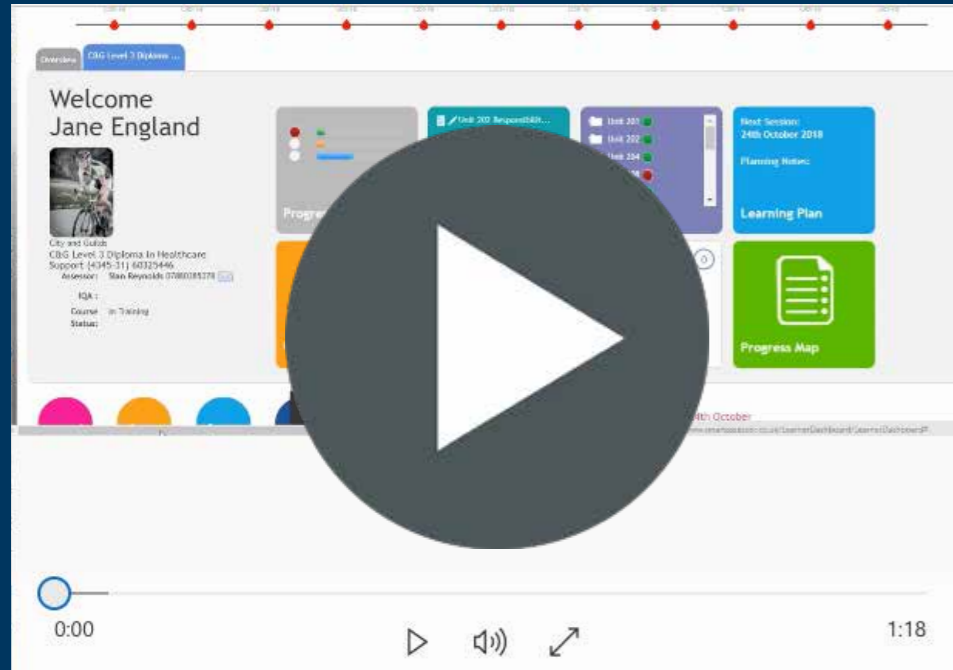 Overview
C&G Level 3 Diploma ...
Welcome
Jane England
City and Guilds
C&G Level 3 Diploma in Healthcare
Support (4345-31) 60325446
Assessor: Stan Reynolds
IQA :
Course Status: In Training
Unit 202 Responsibilit...
Unit 201
Unit 202
Unit 204
Next Session:
24th October 2018
Planning Notes:
Learning Plan
Progress Map
4th October
0:00
1:18